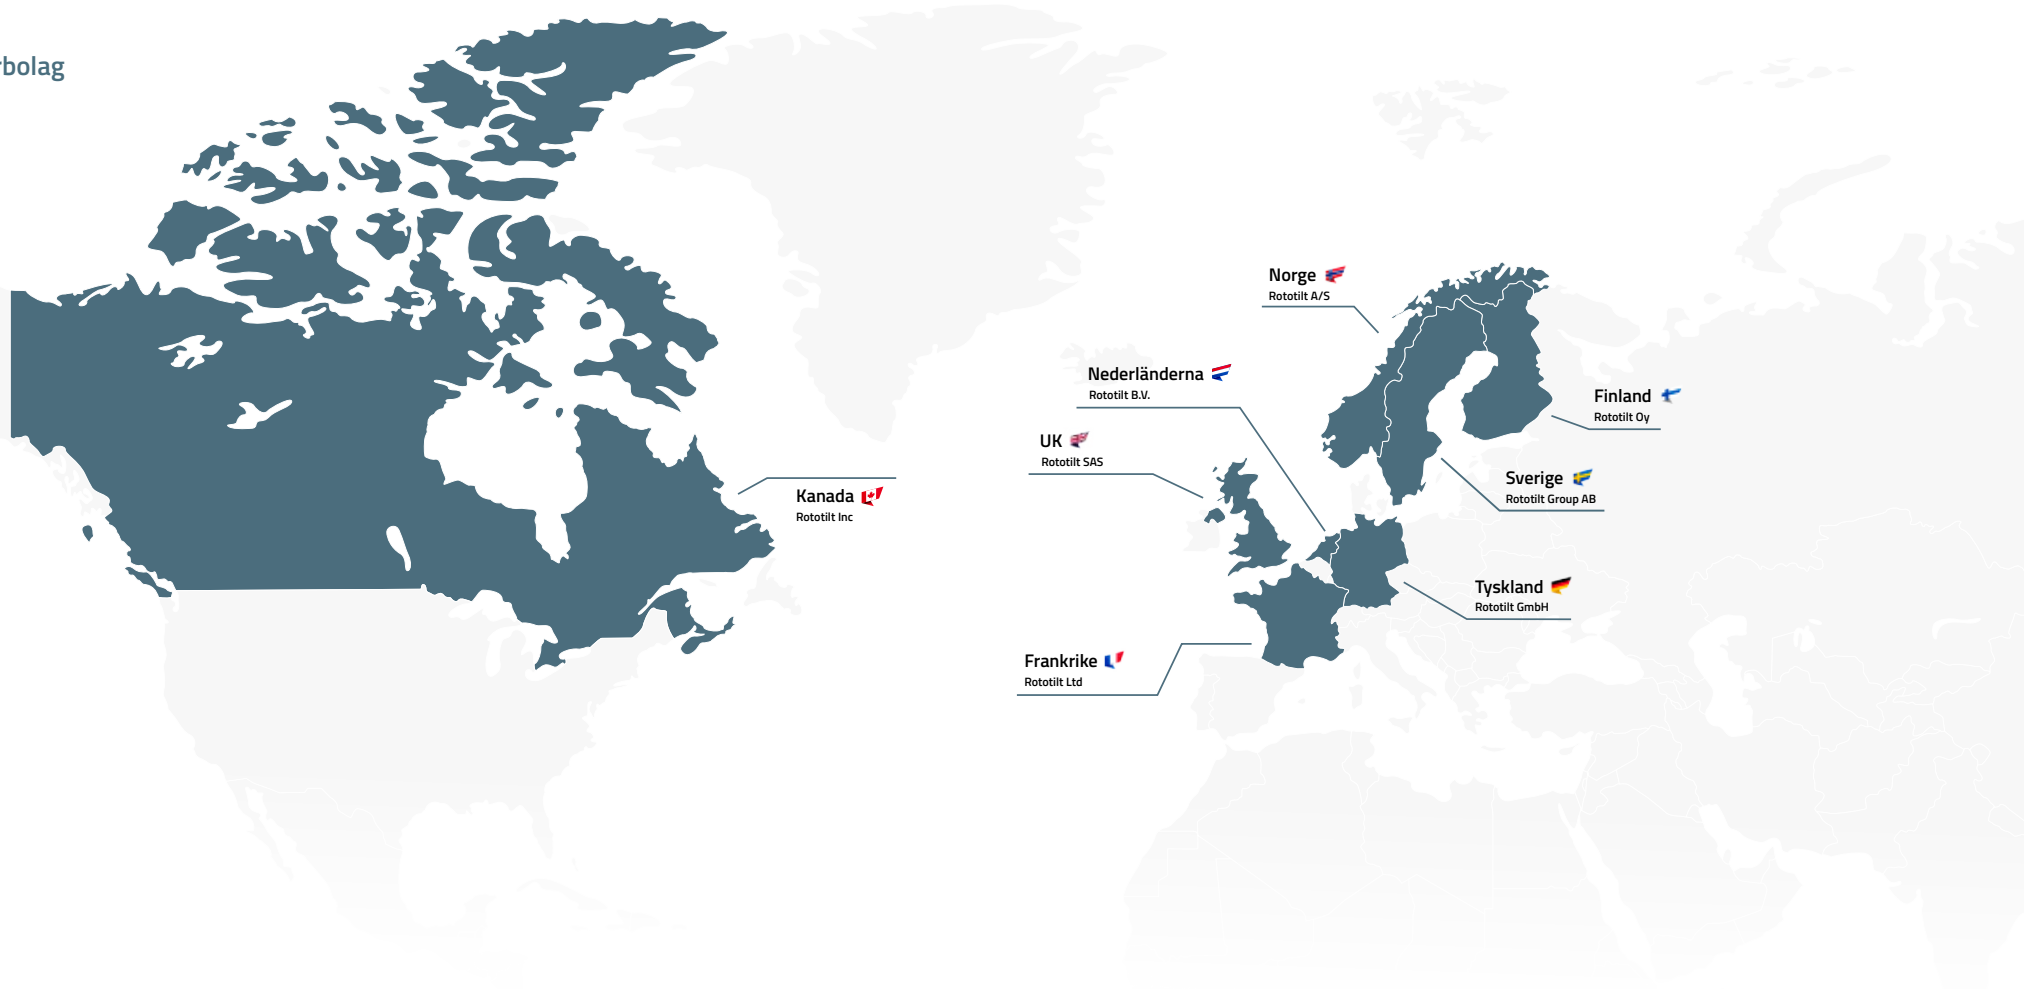 rbolag
Norge
Rototilt A/S
Nederländerna
Rototilt B.V.
Finland
Rototilt Oy
UK
Rototilt SAS
Sverige
Rototilt Group AB
Kanada
Rototilt Inc
Tyskland
Rototilt GmbH
Frankrike
Rototilt Ltd